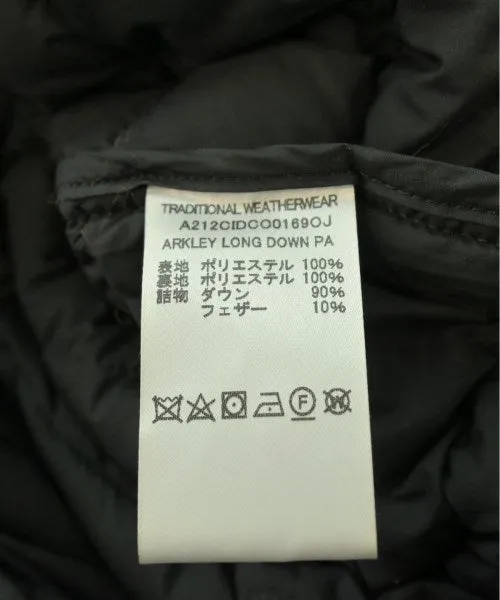 TRADITIONAL WEATHERWEAR
A212CIDCO0169OJ
ARKLEY LONG DOWN PA
表地 ポリエステル 100%
裏地 ポリエステル 100%
詰物 ダウン 90%
フェザー 10%
F
W